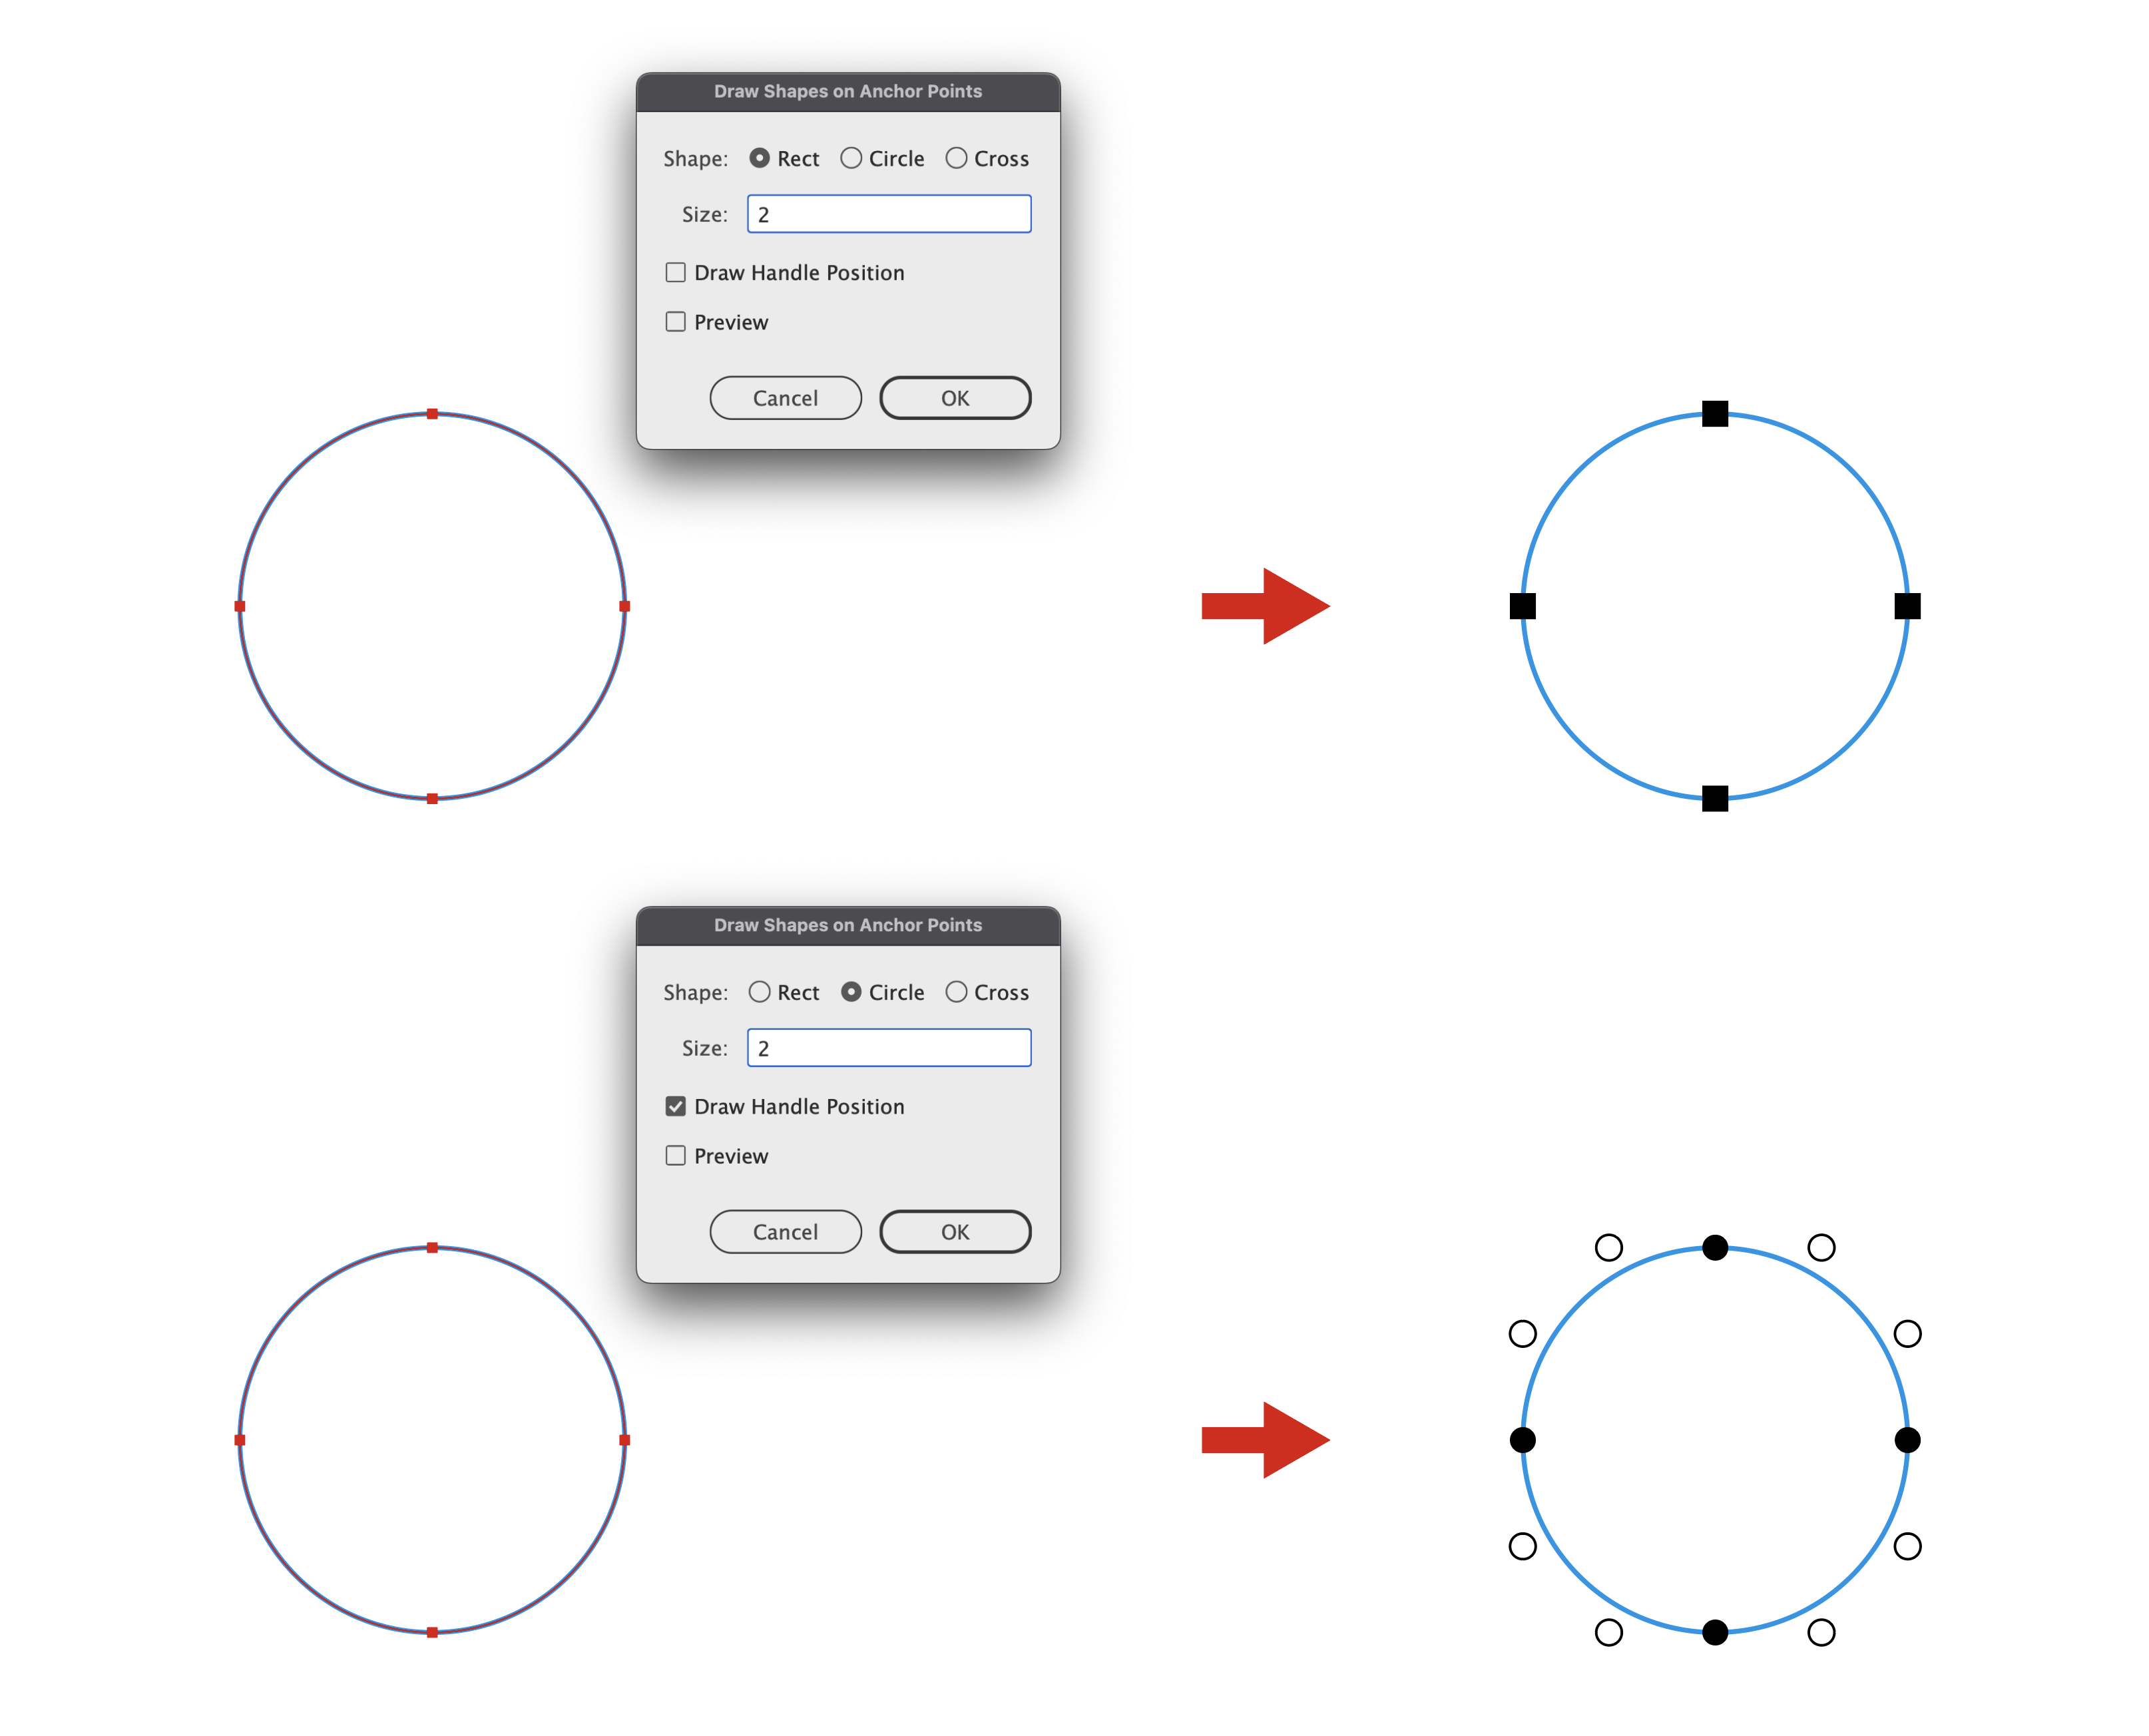 Draw Shapes on Anchor Points
Shape: Rect Circle Cross
Size: 2
Draw Handle Position
Preview
Cancel OK
Draw Shapes on Anchor Points
Shape: Rect Circle Cross
Size: 2
Draw Handle Position
Preview
Cancel OK